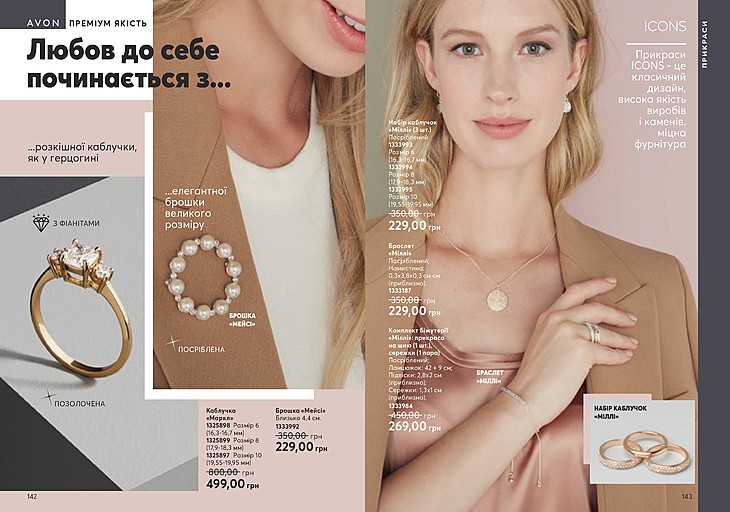 AVON ПРЕМІУМ ЯКІСТЬ
Любов до себе
починається з...
...розкішної каблучки,
як у герцогині
З ФІАНІТАМИ
ПОЗОЛОЧЕНА
...елегантної
брошки
великого
розміру
БРОШКА
«МЕЙСІ»
ПОСРІБЛЕНА
Каблучка
«Маркл»
1325898 Розмір 6
(16,3-16,7 мм)
1325899 Розмір 8
(17,9-18,3 мм)
1325897 Розмір 10
(19,55-19,95 мм)
800,00 грн
499,00 грн
Брошка «Мейсі»
Близько 4,4 см.
1333992
350,00 грн
229,00 грн
142
Набір каблучок
«Міллі» (3 шт.)
Посріблений
1333993
Розмір 6
(16,3-16,7 мм)
1333994
Розмір 8
(17,9-18,3 мм)
1333995
Розмір 10
(19,55-19,95 мм)
350,00 грн
229,00 грн
Браслет
«Міллі»
Посріблений;
Намистина:
0,3х3,8х0,3 см см
(приблизно).
1333187
350,00 грн
229,00 грн
Комплект біжутерії
«Міллі»: прикраса
на шию (1 шт.),
сережки (1 пара)
Посріблений;
Ланцюжок: 42 + 9 см;
Підвіски: 2,8х2 см
(приблизно);
Сережки: 1,3х1 см
(приблизно).
1333984
450,00 грн
269,00 грн
БРАСЛЕТ
«МІЛЛІ»
ICONS
Прикраси
ICONS - це
класичний
дизайн,
висока якість
виробів
і каменів,
міцна
фурнітура
ПРИКРАСИ
НАБІР КАБЛУЧОК
«МІЛЛІ»
143